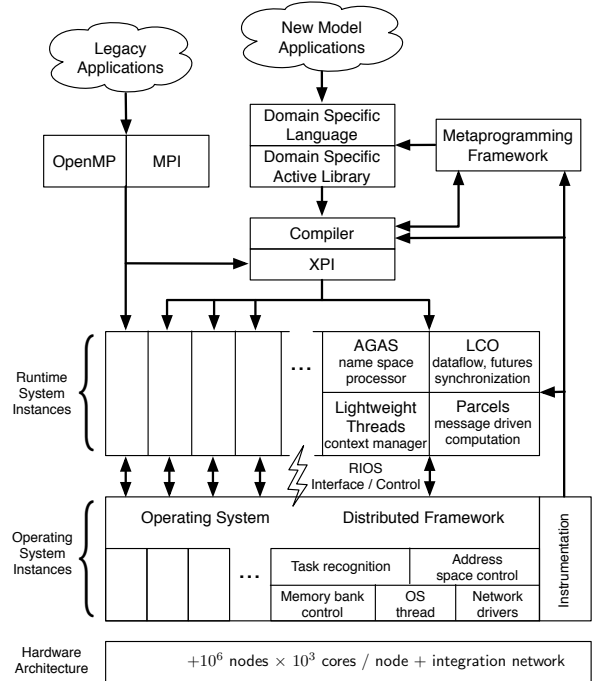 New Model
Applications
Legacy
Applications
Domain Specific
Language
Domain Specific
Active Library
Metaprogramming
Framework
OpenMP
MPI
Compiler
XPI
Runtime
System
Instances
...
AGAS
name space
processor
LCO
dataflow, futures
synchronization
Lightweight
Threads
context manager
Parcels
message driven
computation
RIOS
Interface / Control
Operating
System
Instances
Operating System
Distributed Framework
...
Task recognition
Address
space control
Memory bank
control
OS
thread
Network
drivers
Instrumentation
Hardware
Architecture
+10⁶ nodes × 10³ cores / node + integration network